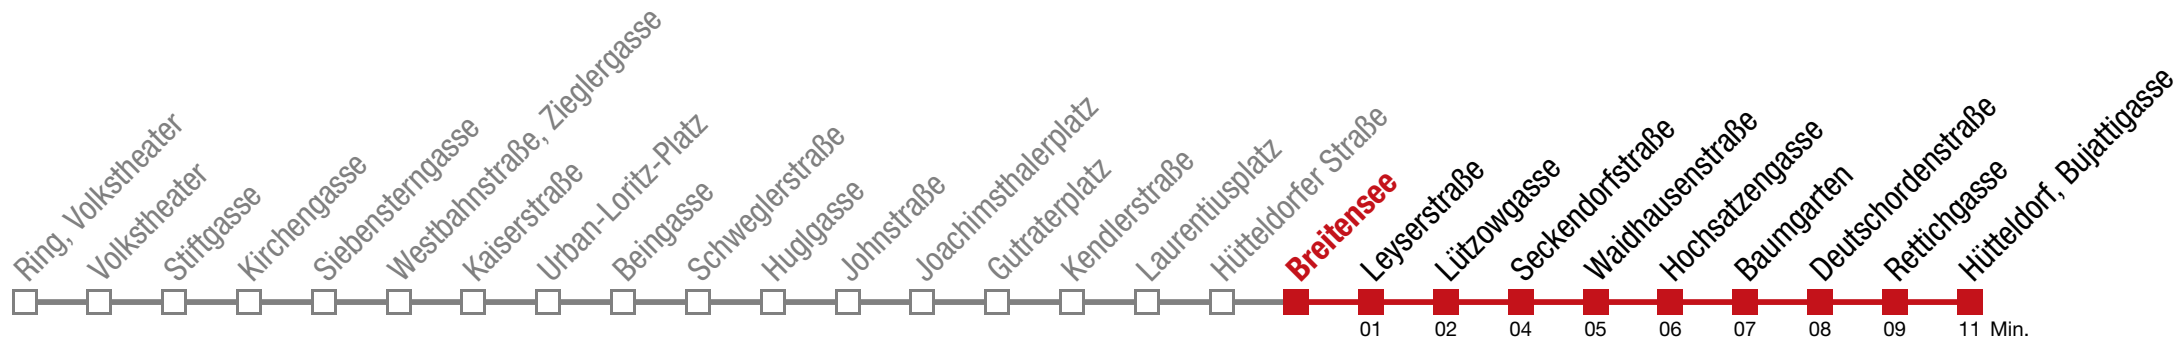 Ring, Volkstheater
Volkstheater
Stiftgasse
Kirchengasse
Siebensterngasse
Westbahnstraße, Zieglergasse
Kaiserstraße
Urban-Loritz-Platz
Beingasse
Schweglerstraße
Huglgasse
Johnstraße
Joachimsthalerplatz
Gutraterplatz
Kendlerstraße
Laurentiusplatz
Hütteldorfer Straße
Breitensee
Leyserstraße
Lützowgasse
Seckendorfstraße
Waidhausenstraße
Hochsatzengasse
Baumgarten
Deutschordenstraße
Rettichgasse
Hütteldorf, Bujattigasse
01 02 04 05 06 07 08 09 11 Min.